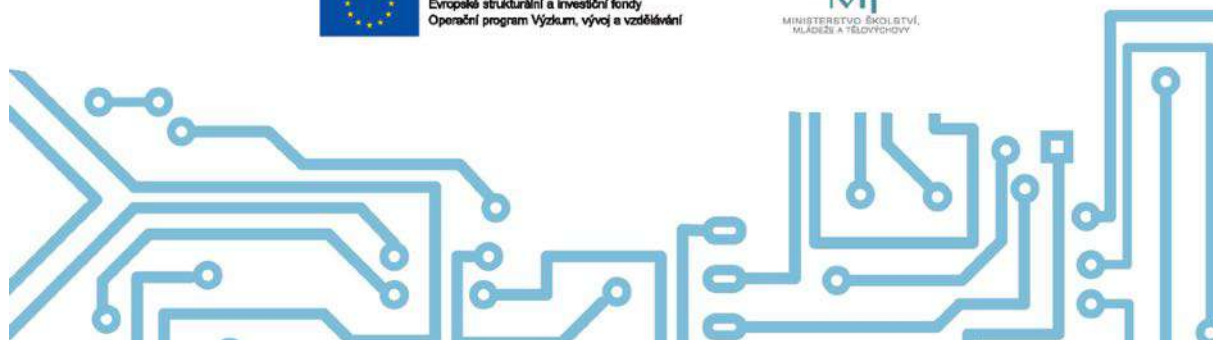 Evropské strukturální a investiční fondy
Operační program Výzkum, vývoj a vzdělávání
MINISTERSTVO ŠKOLSTVÍ,
MLÁDEŽE A TĚLOVÝCHOVY